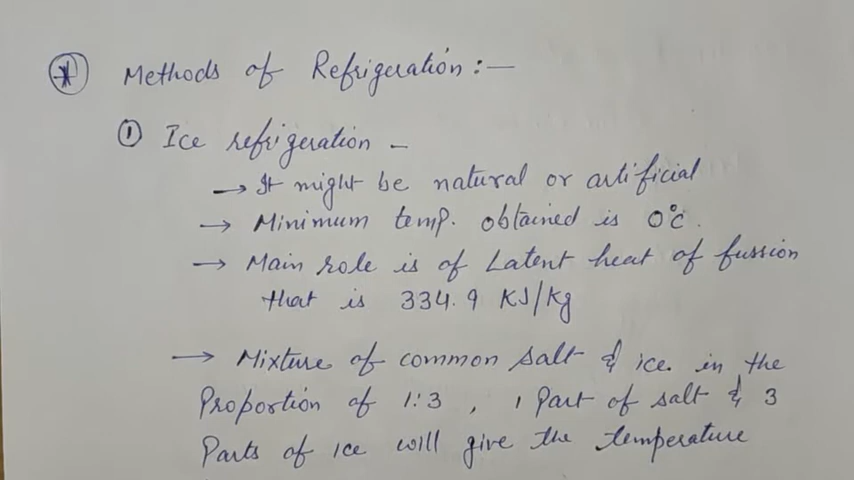 * Methods of Refrigeration :—
① Ice refrigeration –
→ It might be natural or artificial
→ Minimum temp. obtained is 0°c.
→ Main role is of Latent heat of fussion
that is 334.9 KJ/Kg
→ Mixture of common salt & ice. in the
Proportion of 1:3 , 1 Part of salt & 3
Parts of ice will give the temperature